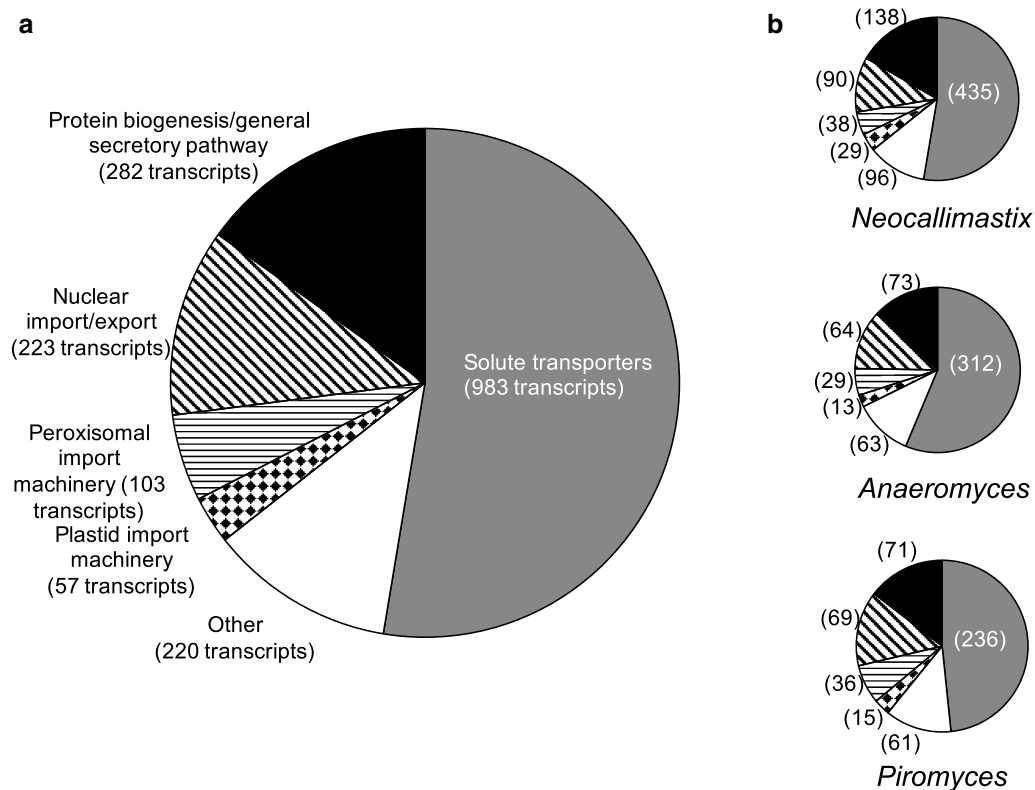 a
Protein biogenesis/general
secretory pathway
(282 transcripts)
Nuclear
import/export
(223 transcripts)
Peroxisomal
import
machinery (103
transcripts)
Plastid import
machinery
(57 transcripts)
Other
(220 transcripts)
Solute transporters
(983 transcripts)
b
(138)
(90)
(38)
(29)
(96)
(435)
Neocallimastix
(73)
(64)
(29)
(13)
(63)
(312)
Anaeromyces
(71)
(69)
(36)
(15)
(61)
(236)
Piromyces